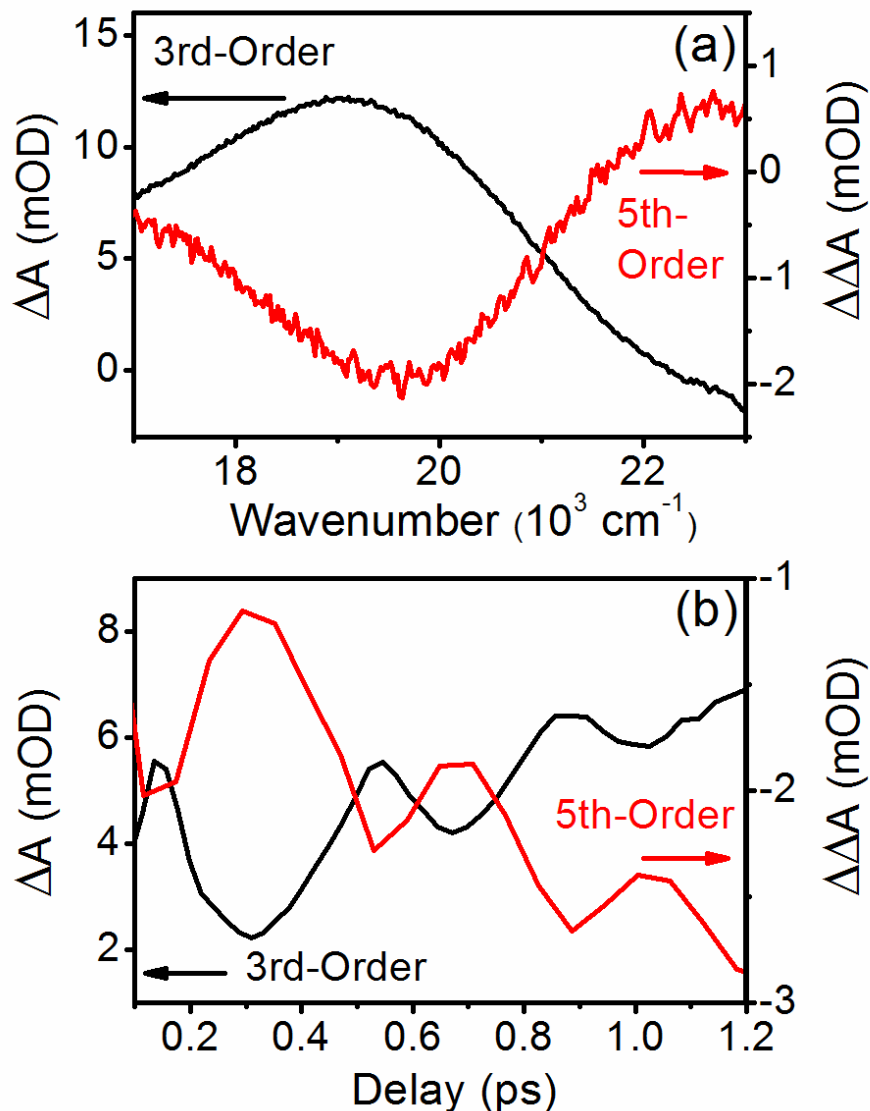 (a)
3rd-Order
5th-
Order
15
10
5
0
ΔA (mOD)
1
0
-1
-2
ΔΔA (mOD)
18 20 22
Wavenumber (10³ cm⁻¹)
(b)
5th-Order
3rd-Order
8
6
4
2
ΔA (mOD)
-1
-2
-3
ΔΔA (mOD)
0.2 0.4 0.6 0.8 1.0 1.2
Delay (ps)